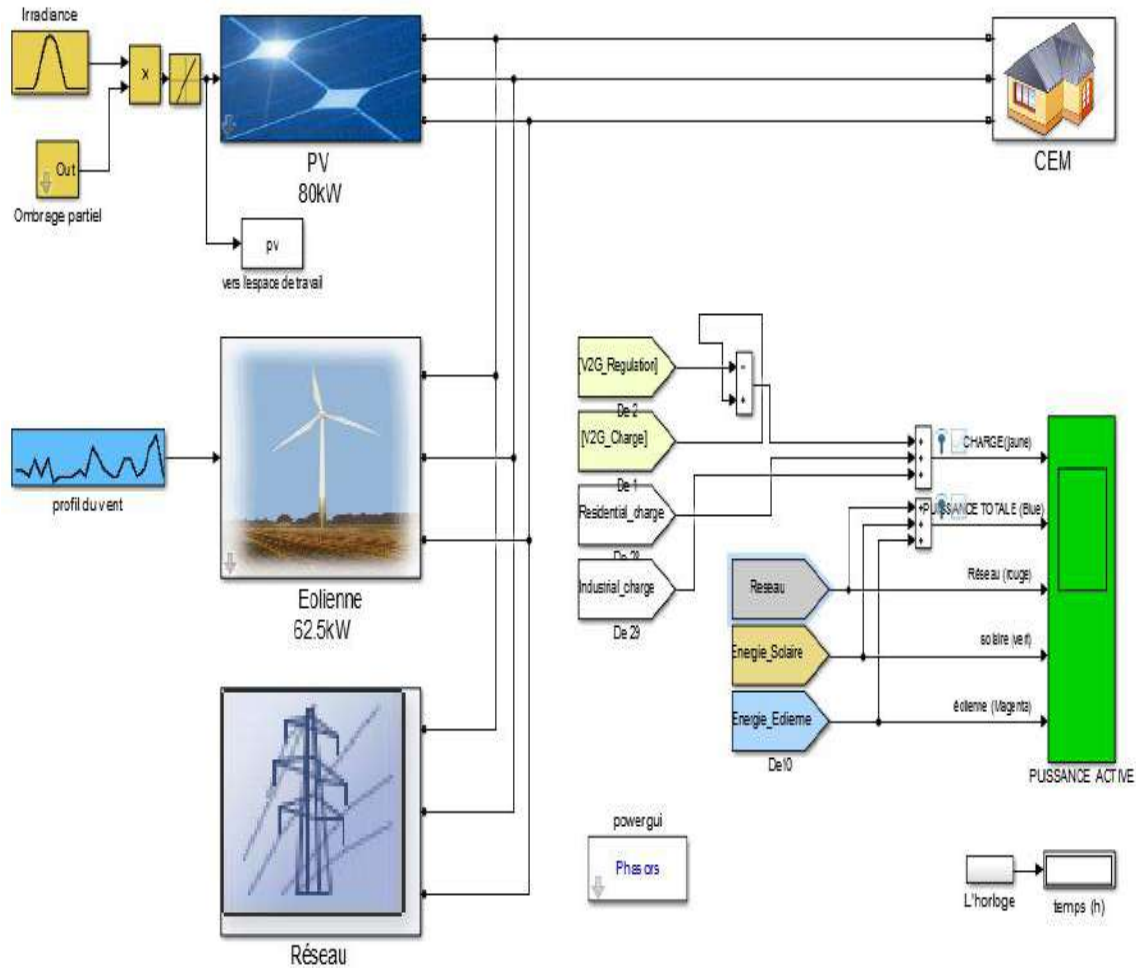 Irradiance
x
Out
Ombrage partiel
PV
80kW
pv
vers l'espace de travail
CEM
profil du vent
Eolienne
62.5kW
Réseau
[V2G_Regulation]
De 2
[V2G_Charge]
De 1
Residential_charge
De 28
Industrial_charge
De 29
Reseau
Energie_Solaire
De10
CHARGE(jaune)
PUISSANCE TOTALE (Blue)
Réseau (rouge)
solaire (vert)
éolienne (Magenta)
PUISSANCE ACTIVE
powergui
Phasors
L'horloge
temps (h)